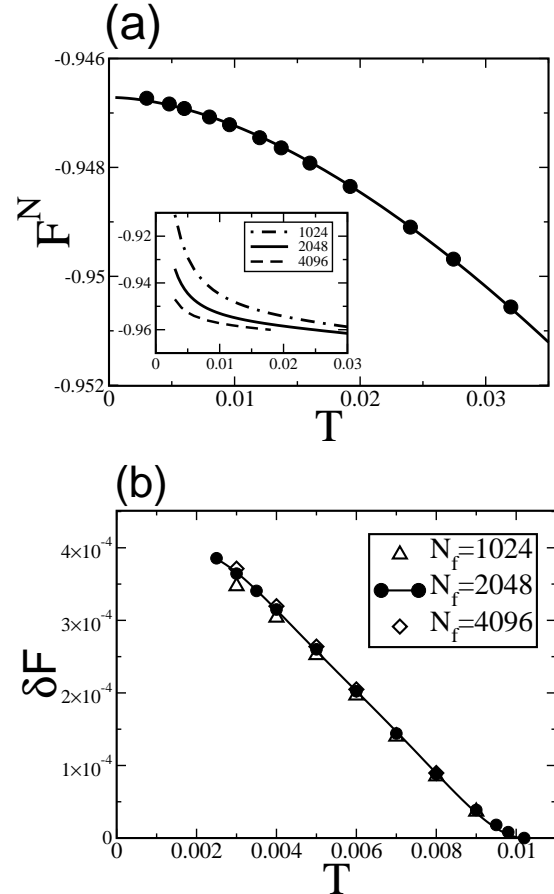 (a)
-0.946
-0.948
-0.95
-0.952
F^N
0 0.01 0.02 0.03
T
-0.92
-0.94
-0.96
0 0.01 0.02 0.03
1024
2048
4096
(b)
4×10^-4
3×10^-4
2×10^-4
1×10^-4
0
δF
0 0.002 0.004 0.006 0.008 0.01
T
N_f=1024
N_f=2048
N_f=4096